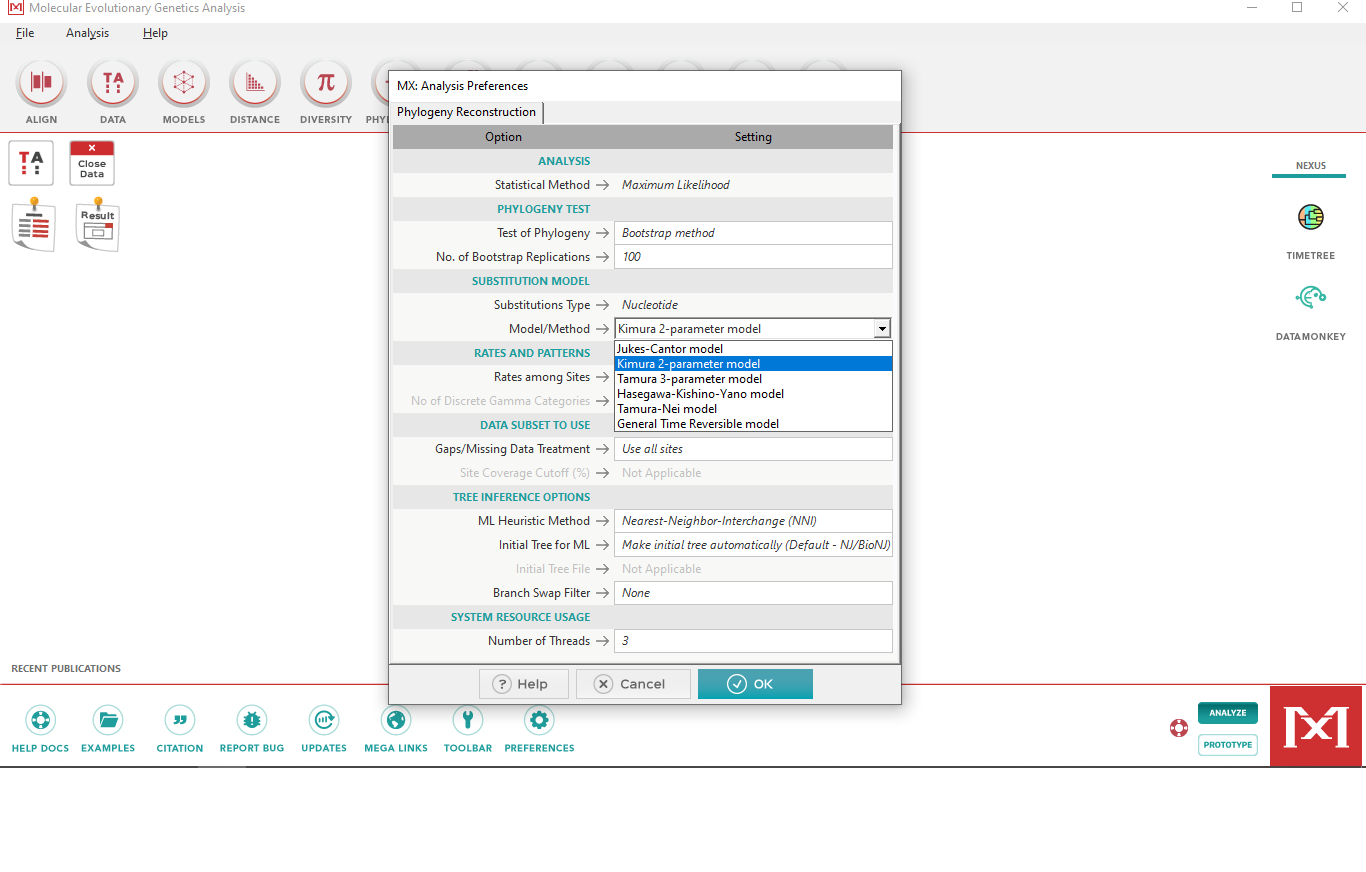 Molecular Evolutionary Genetics Analysis
File Analysis Help
ALIGN DATA MODELS DISTANCE DIVERSITY
TA
Close
Data
Result
MX: Analysis Preferences
Phylogeny Reconstruction
Option Setting
ANALYSIS
Statistical Method → Maximum Likelihood
PHYLOGENY TEST
Test of Phylogeny → Bootstrap method
No. of Bootstrap Replications → 100
SUBSTITUTION MODEL
Substitutions Type → Nucleotide
Model/Method → Kimura 2-parameter model
Jukes-Cantor model
Kimura 2-parameter model
Tamura 3-parameter model
Hasegawa-Kishino-Yano model
Tamura-Nei model
General Time Reversible model
RATES AND PATTERNS
Rates among Sites →
No of Discrete Gamma Categories →
DATA SUBSET TO USE
Gaps/Missing Data Treatment → Use all sites
Site Coverage Cutoff (%) → Not Applicable
TREE INFERENCE OPTIONS
ML Heuristic Method → Nearest-Neighbor-Interchange (NNI)
Initial Tree for ML → Make initial tree automatically (Default - NJ/BioNJ)
Initial Tree File → Not Applicable
Branch Swap Filter → None
SYSTEM RESOURCE USAGE
Number of Threads → 3
? Help Cancel OK
NEXUS
TIMETREE
DATAMONKEY
RECENT PUBLICATIONS
HELP DOCS EXAMPLES CITATION REPORT BUG UPDATES MEGA LINKS TOOLBAR PREFERENCES
ANALYZE
PROTOTYPE
MX